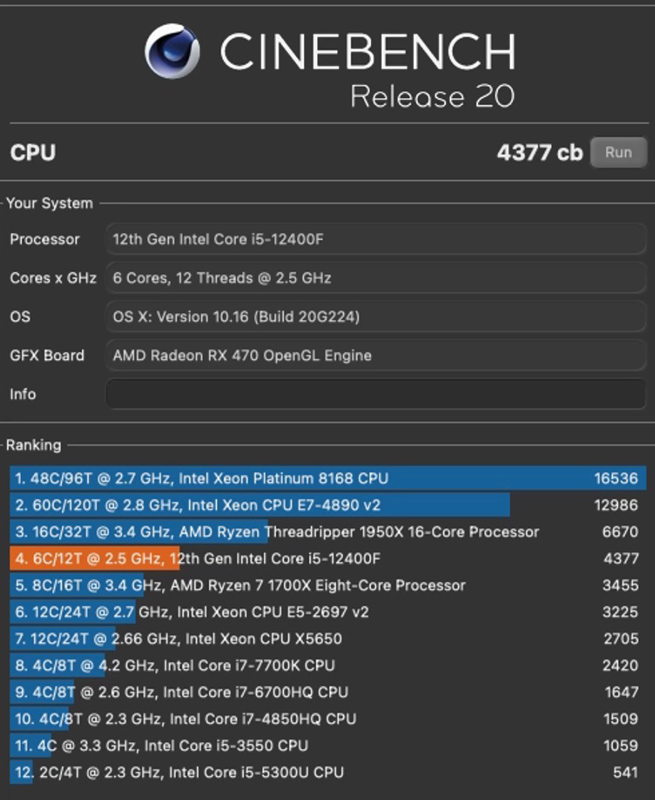 CINEBENCH
Release 20
CPU 4377 cb Run
Your System
Processor 12th Gen Intel Core i5-12400F
Cores x GHz 6 Cores, 12 Threads @ 2.5 GHz
OS OS X: Version 10.16 (Build 20G224)
GFX Board AMD Radeon RX 470 OpenGL Engine
Info
Ranking
1. 48C/96T @ 2.7 GHz, Intel Xeon Platinum 8168 CPU 16536
2. 60C/120T @ 2.8 GHz, Intel Xeon CPU E7-4890 v2 12986
3. 16C/32T @ 3.4 GHz, AMD Ryzen Threadripper 1950X 16-Core Processor 6670
4. 6C/12T @ 2.5 GHz, 12th Gen Intel Core i5-12400F 4377
5. 8C/16T @ 3.4 GHz, AMD Ryzen 7 1700X Eight-Core Processor 3455
6. 12C/24T @ 2.7 GHz, Intel Xeon CPU E5-2697 v2 3225
7. 12C/24T @ 2.66 GHz, Intel Xeon CPU X5650 2705
8. 4C/8T @ 4.2 GHz, Intel Core i7-7700K CPU 2420
9. 4C/8T @ 2.6 GHz, Intel Core i7-6700HQ CPU 1647
10. 4C/8T @ 2.3 GHz, Intel Core i7-4850HQ CPU 1509
11. 4C @ 3.3 GHz, Intel Core i5-3550 CPU 1059
12. 2C/4T @ 2.3 GHz, Intel Core i5-5300U CPU 541